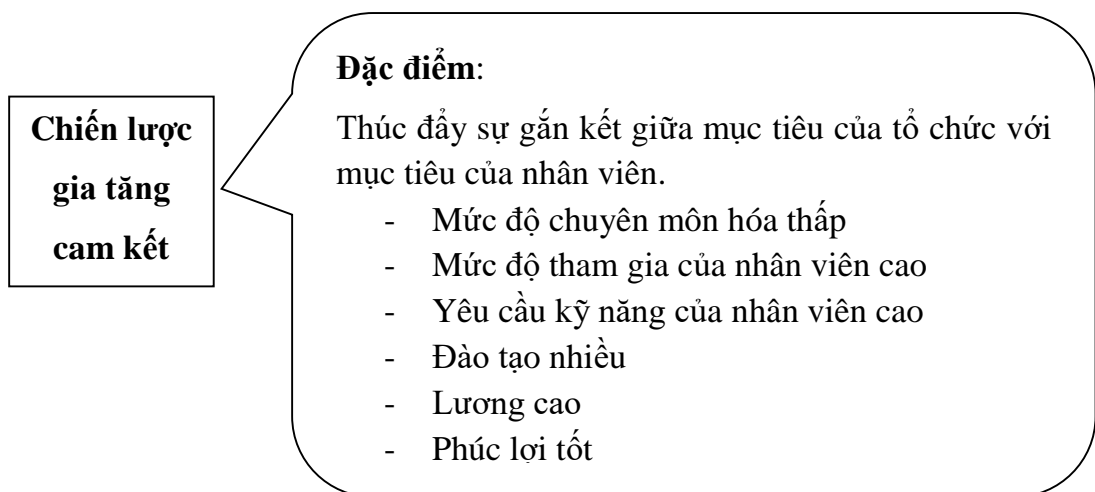 Chiến lược
gia tăng
cam kết
Đặc điểm:
Thúc đẩy sự gắn kết giữa mục tiêu của tổ chức với
mục tiêu của nhân viên.
- Mức độ chuyên môn hóa thấp
- Mức độ tham gia của nhân viên cao
- Yêu cầu kỹ năng của nhân viên cao
- Đào tạo nhiều
- Lương cao
- Phúc lợi tốt